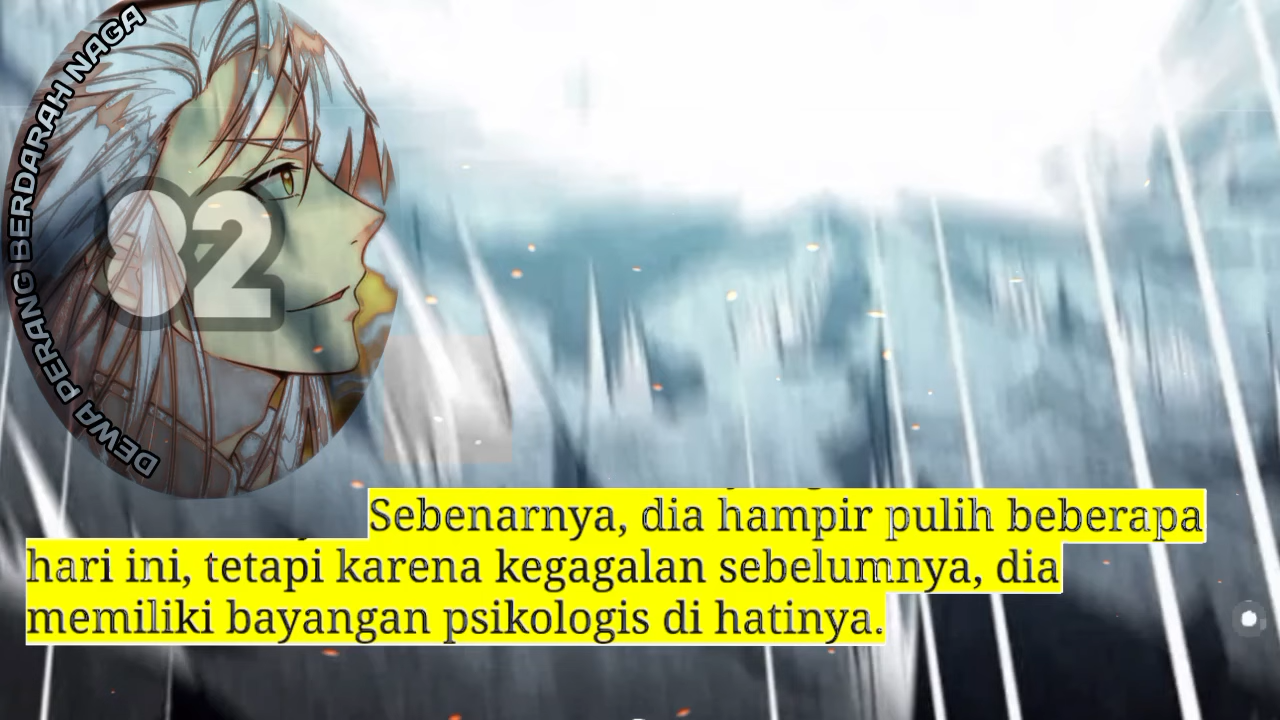 DEWA PERANG BERDARAH NAGA
82
Sebenarnya, dia hampir pulih beberapa
hari ini, tetapi karena kegagalan sebelumnya, dia
memiliki bayangan psikologis di hatinya.